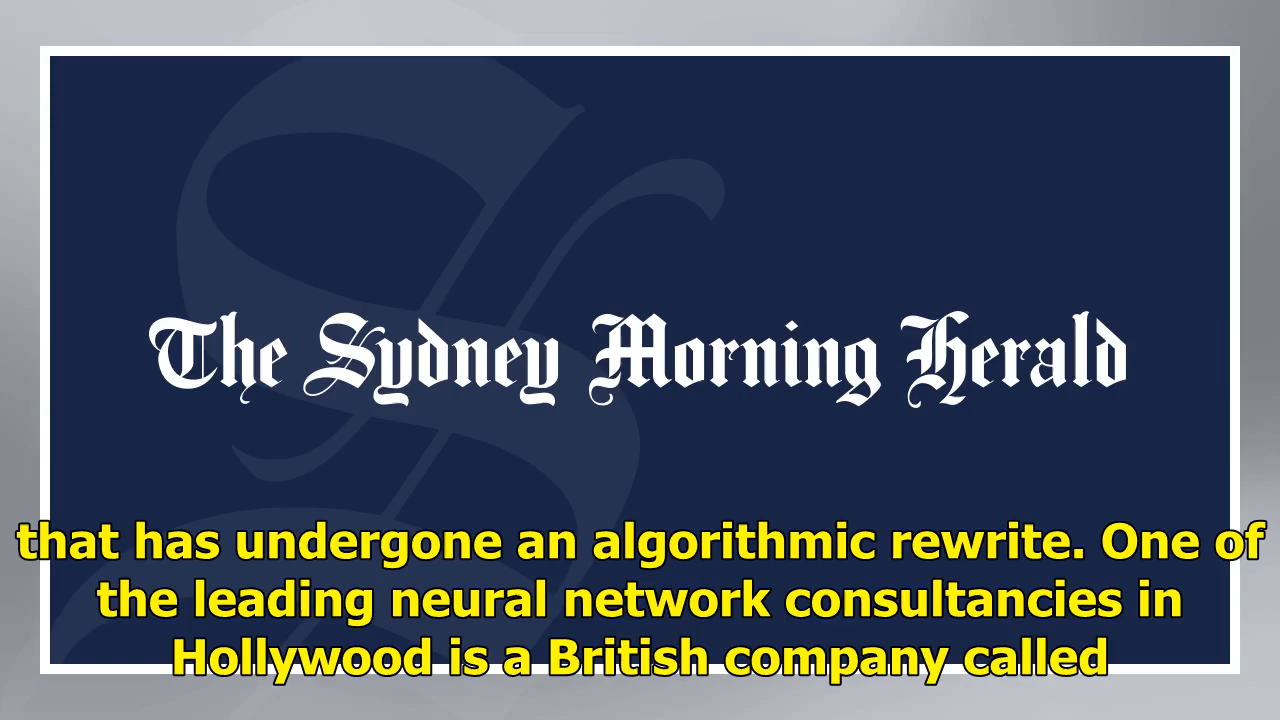 The Sydney Morning Herald
that has undergone an algorithmic rewrite. One of
the leading neural network consultancies in
Hollywood is a British company called